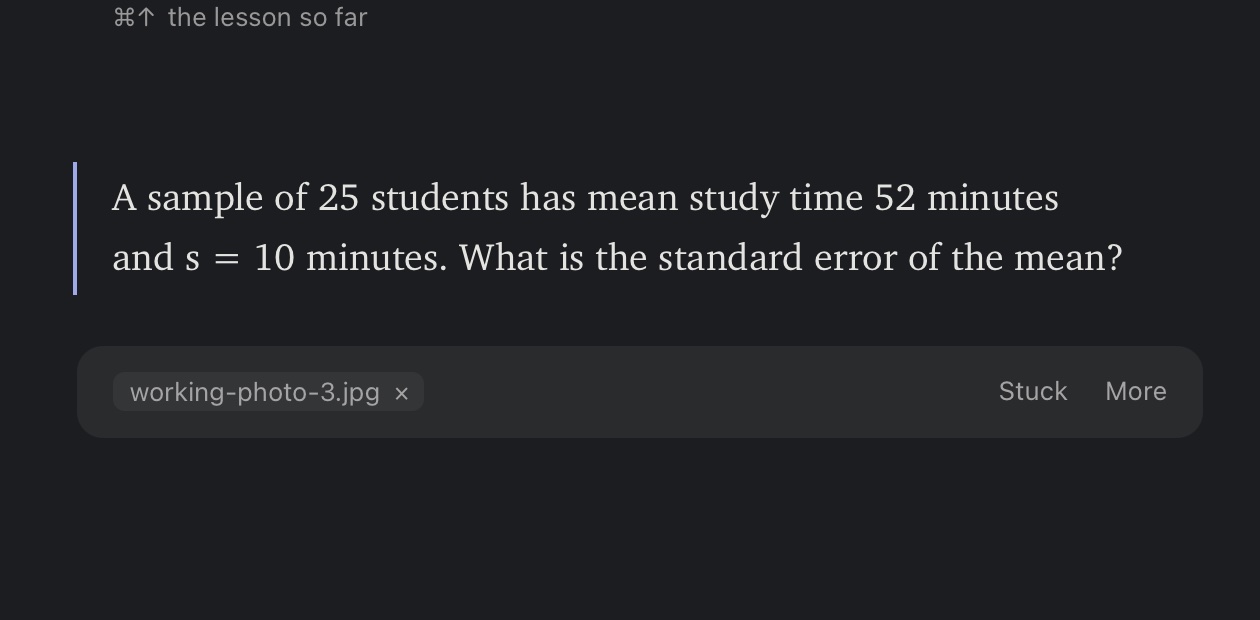 ⌘↑ the lesson so far
A sample of 25 students has mean study time 52 minutes
and s = 10 minutes. What is the standard error of the mean?
working-photo-3.jpg × Stuck More